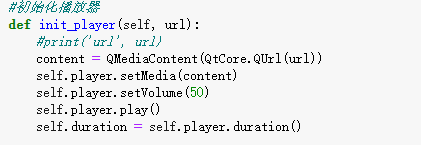 #初始化播放器
def init_player(self, url):
    #print('url', url)
    content = QMediaContent(QtCore.QUrl(url))
    self.player.setMedia(content)
    self.player.setVolume(50)
    self.player.play()
    self.duration = self.player.duration()